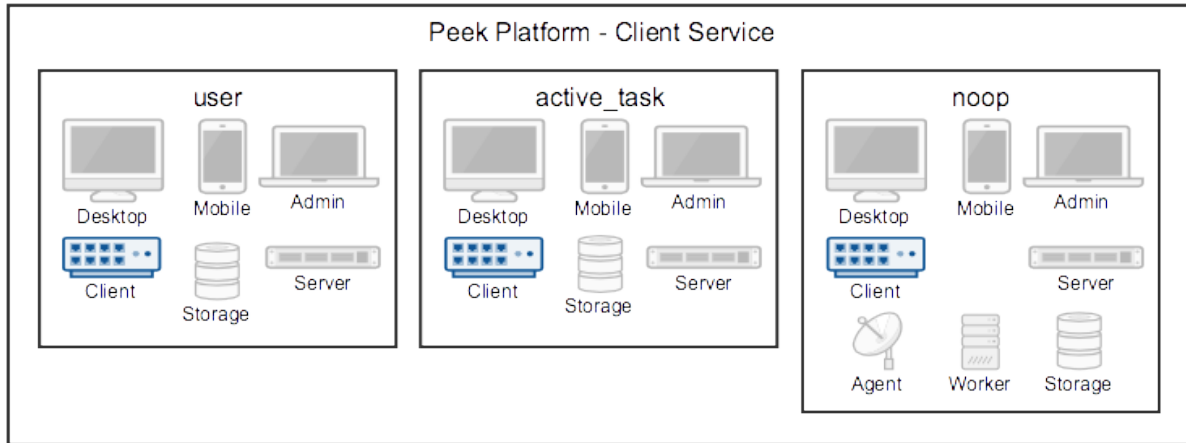 Peek Platform - Client Service
user
Desktop
Mobile
Admin
Client
Storage
Server
active_task
Desktop
Mobile
Admin
Client
Storage
Server
noop
Desktop
Mobile
Admin
Client
Server
Agent
Worker
Storage